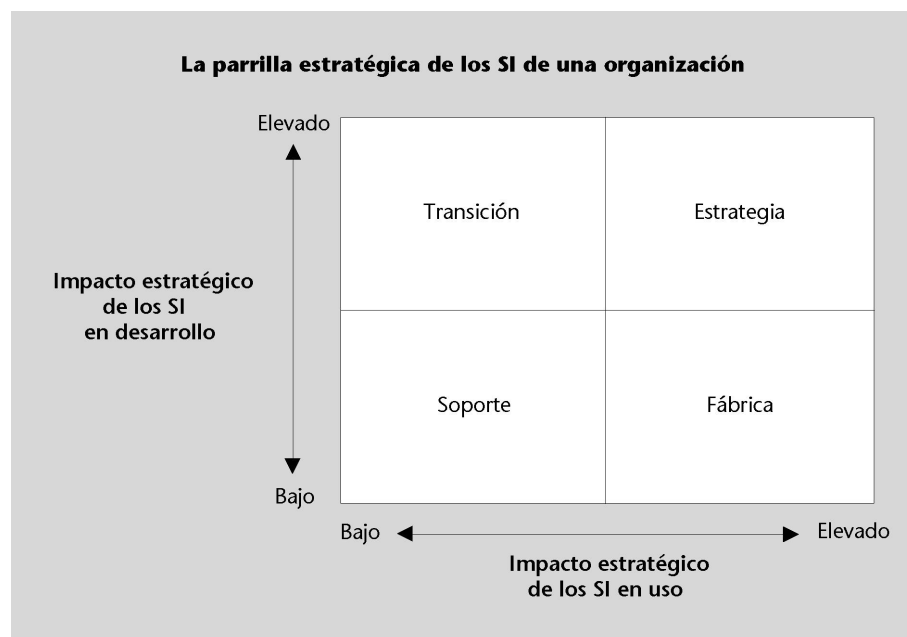 La parrilla estratégica de los SI de una organización
Elevado
Transición
Estrategia
Impacto estratégico
de los SI
en desarrollo
Soporte
Fábrica
Bajo
Bajo
Elevado
Impacto estratégico
de los SI en uso